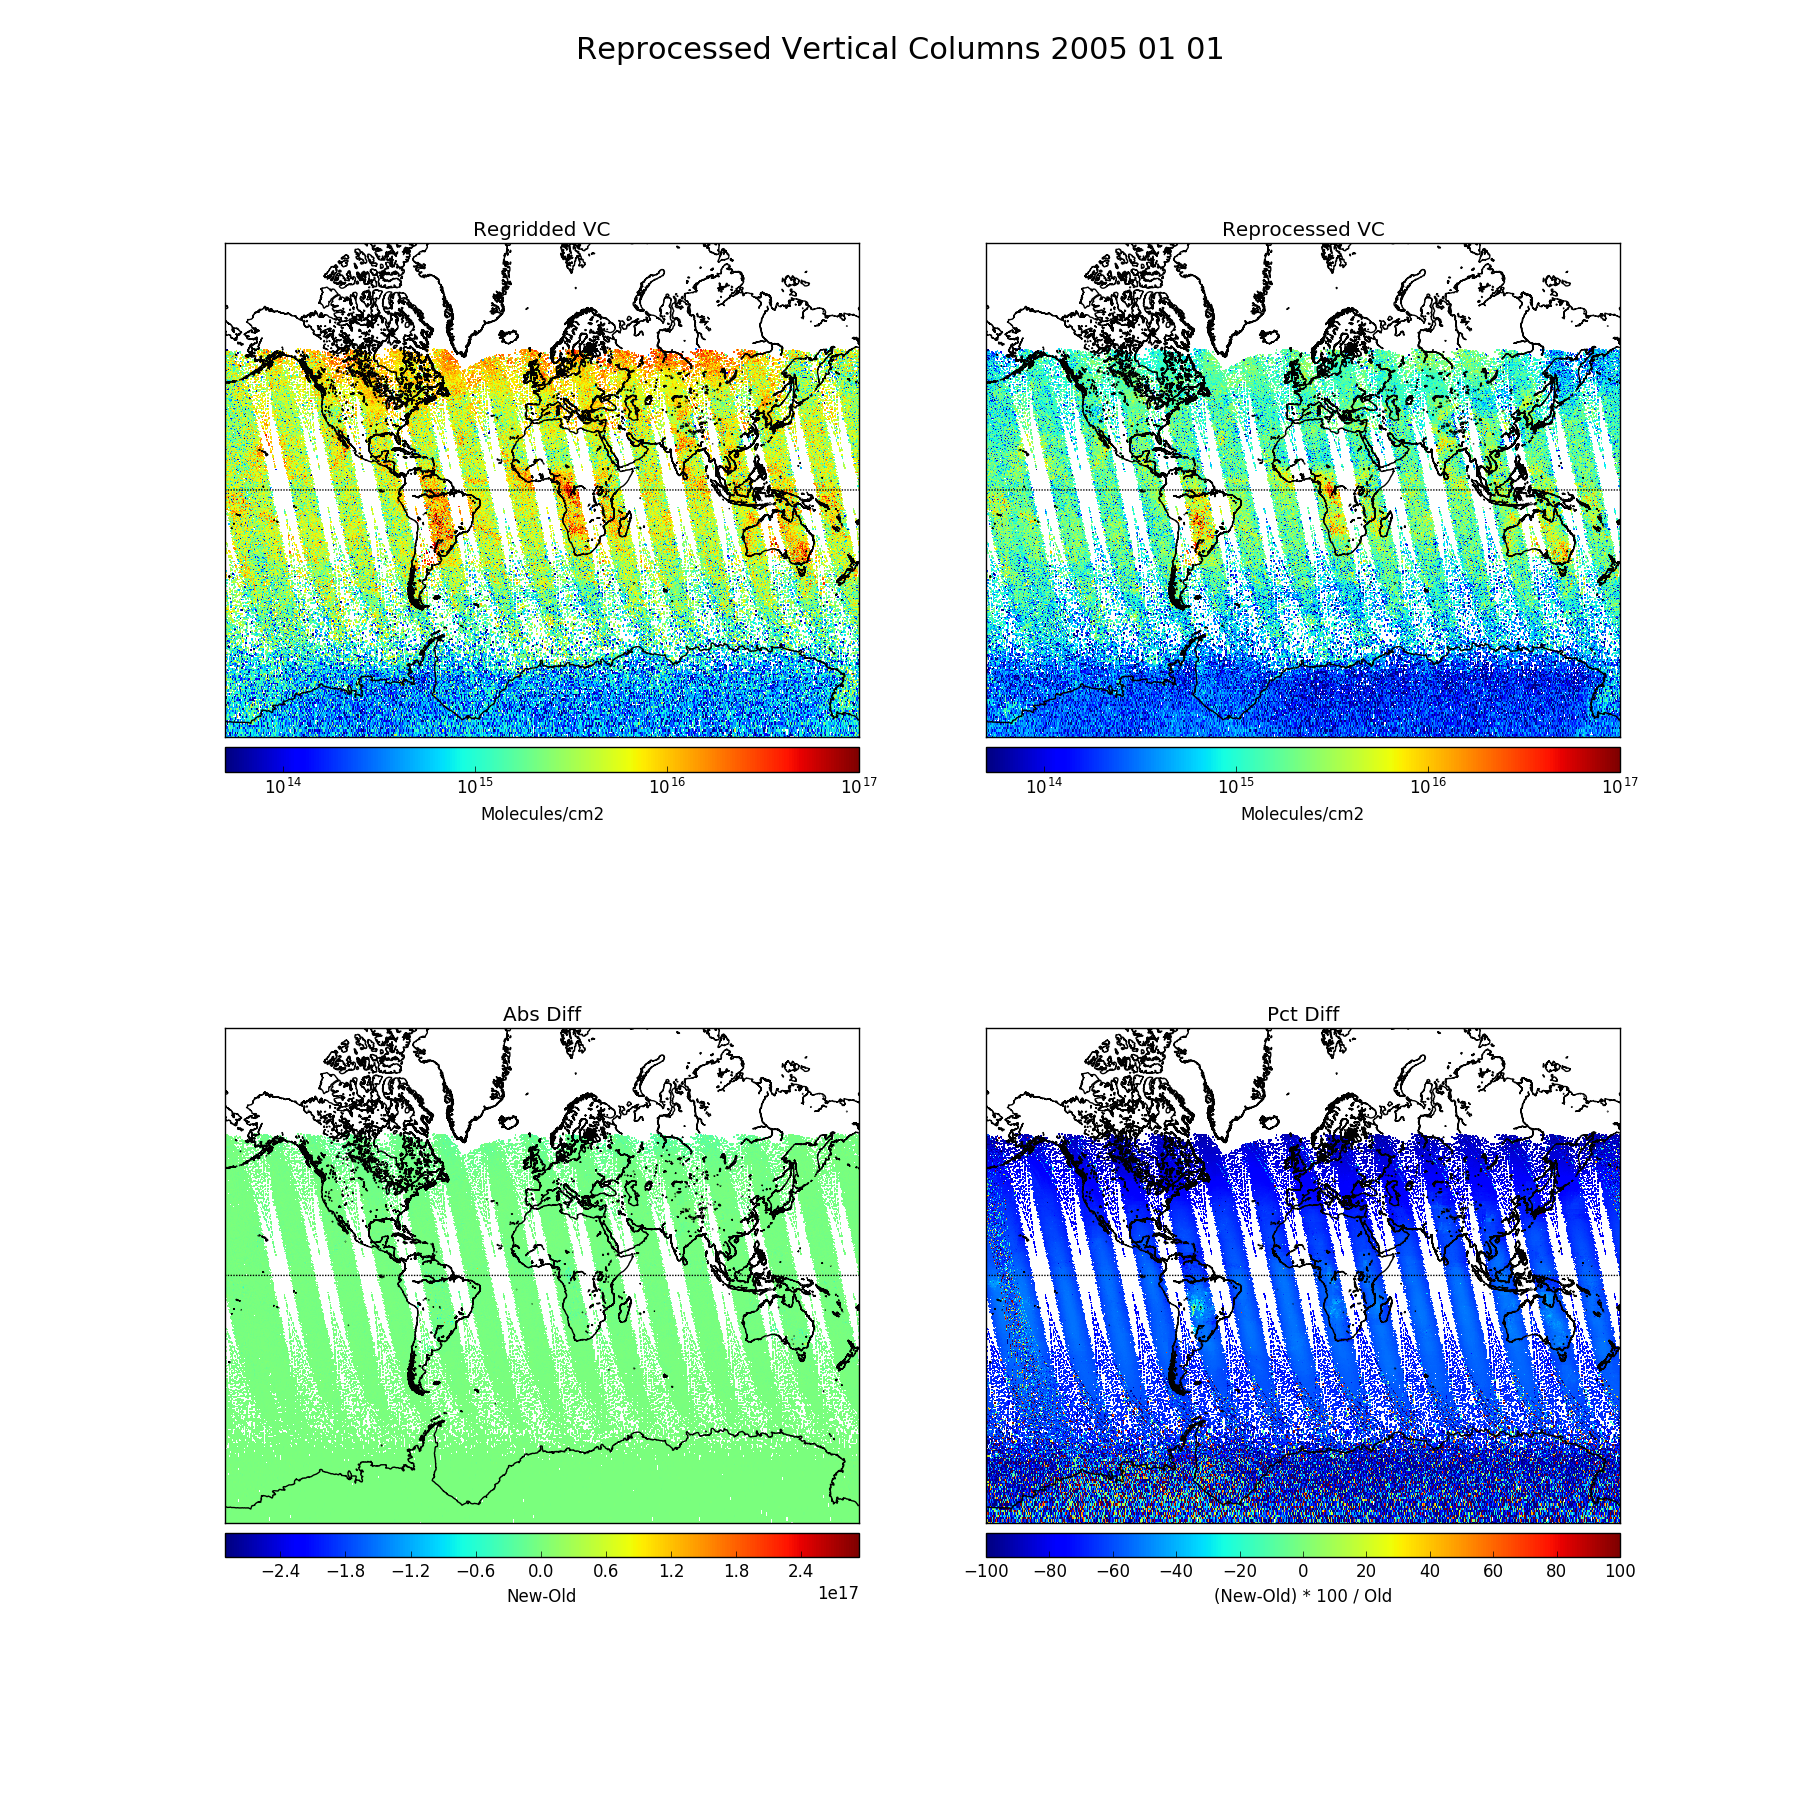 Reprocessed Vertical Columns 2005 01 01
Regridded VC
Reprocessed VC
10^14 10^15 10^16 10^17
Molecules/cm2
10^14 10^15 10^16 10^17
Molecules/cm2
Abs Diff
Pct Diff
−2.4 −1.8 −1.2 −0.6 0.0 0.6 1.2 1.8 2.4
1e17
New-Old
−100 −80 −60 −40 −20 0 20 40 60 80 100
(New-Old) * 100 / Old